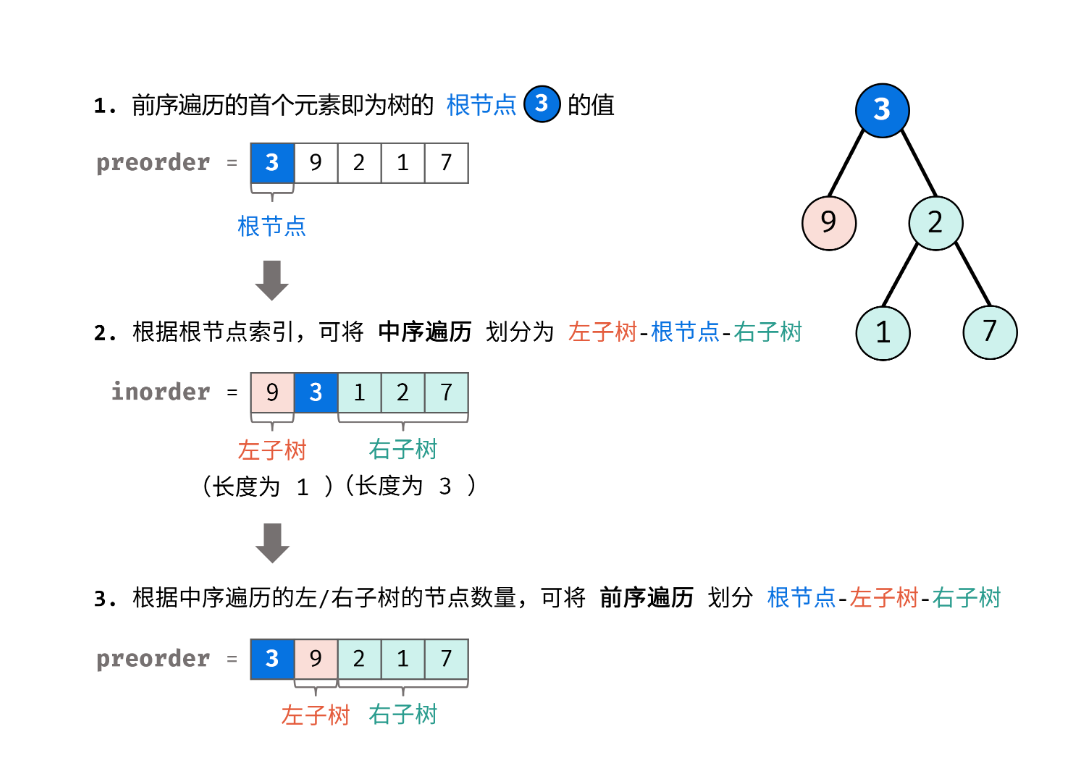 1. 前序遍历的首个元素即为树的 根节点 3 的值
preorder = 3 9 2 1 7
根节点
2. 根据根节点索引，可将 中序遍历 划分为 左子树-根节点-右子树
inorder = 9 3 1 2 7
左子树 右子树
（长度为 1 ）（长度为 3 ）
3. 根据中序遍历的左/右子树的节点数量，可将 前序遍历 划分 根节点-左子树-右子树
preorder = 3 9 2 1 7
左子树 右子树
3
9 2
1 7